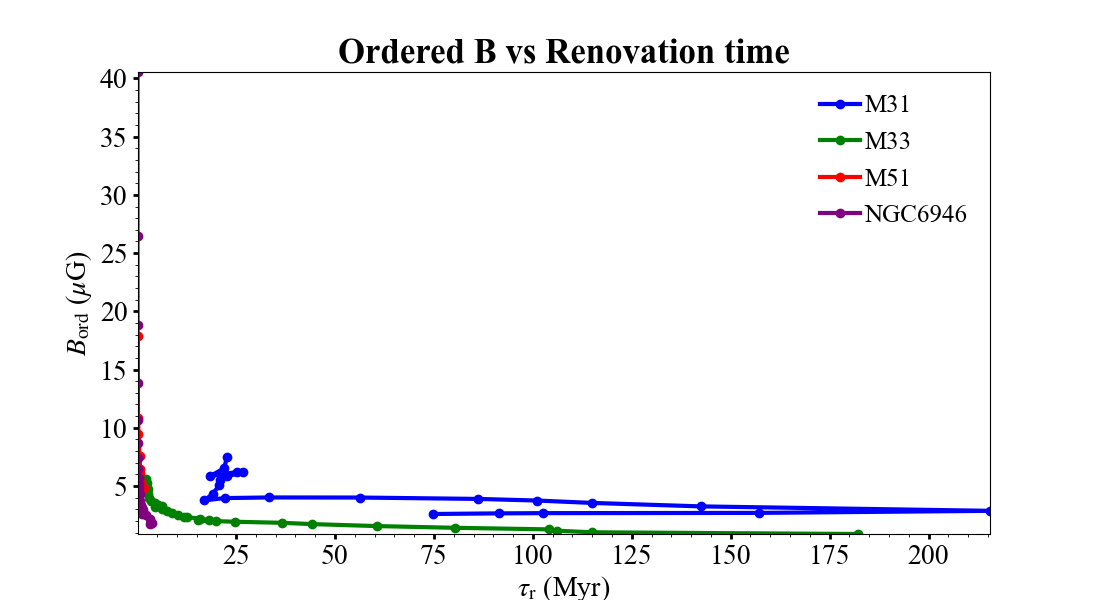 Ordered B vs Renovation time
40
35
30
25
20
15
10
5
B_ord (μG)
M31
M33
M51
NGC6946
25 50 75 100 125 150 175 200
τ_r (Myr)